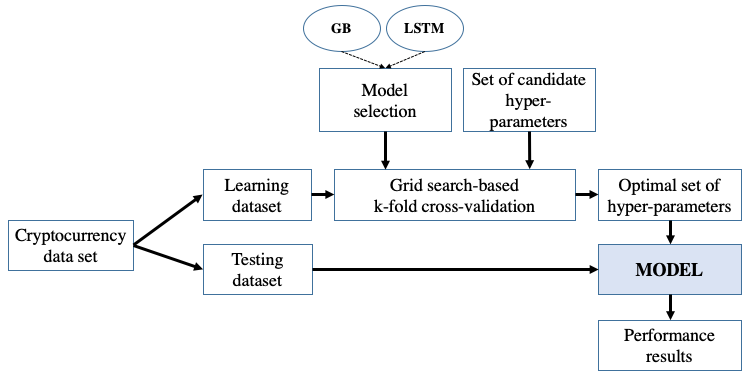 GB
LSTM
Model
selection
Set of candidate
hyper-
parameters
Learning
dataset
Grid search-based
k-fold cross-validation
Optimal set of
hyper-parameters
Cryptocurrency
data set
Testing
dataset
MODEL
Performance
results